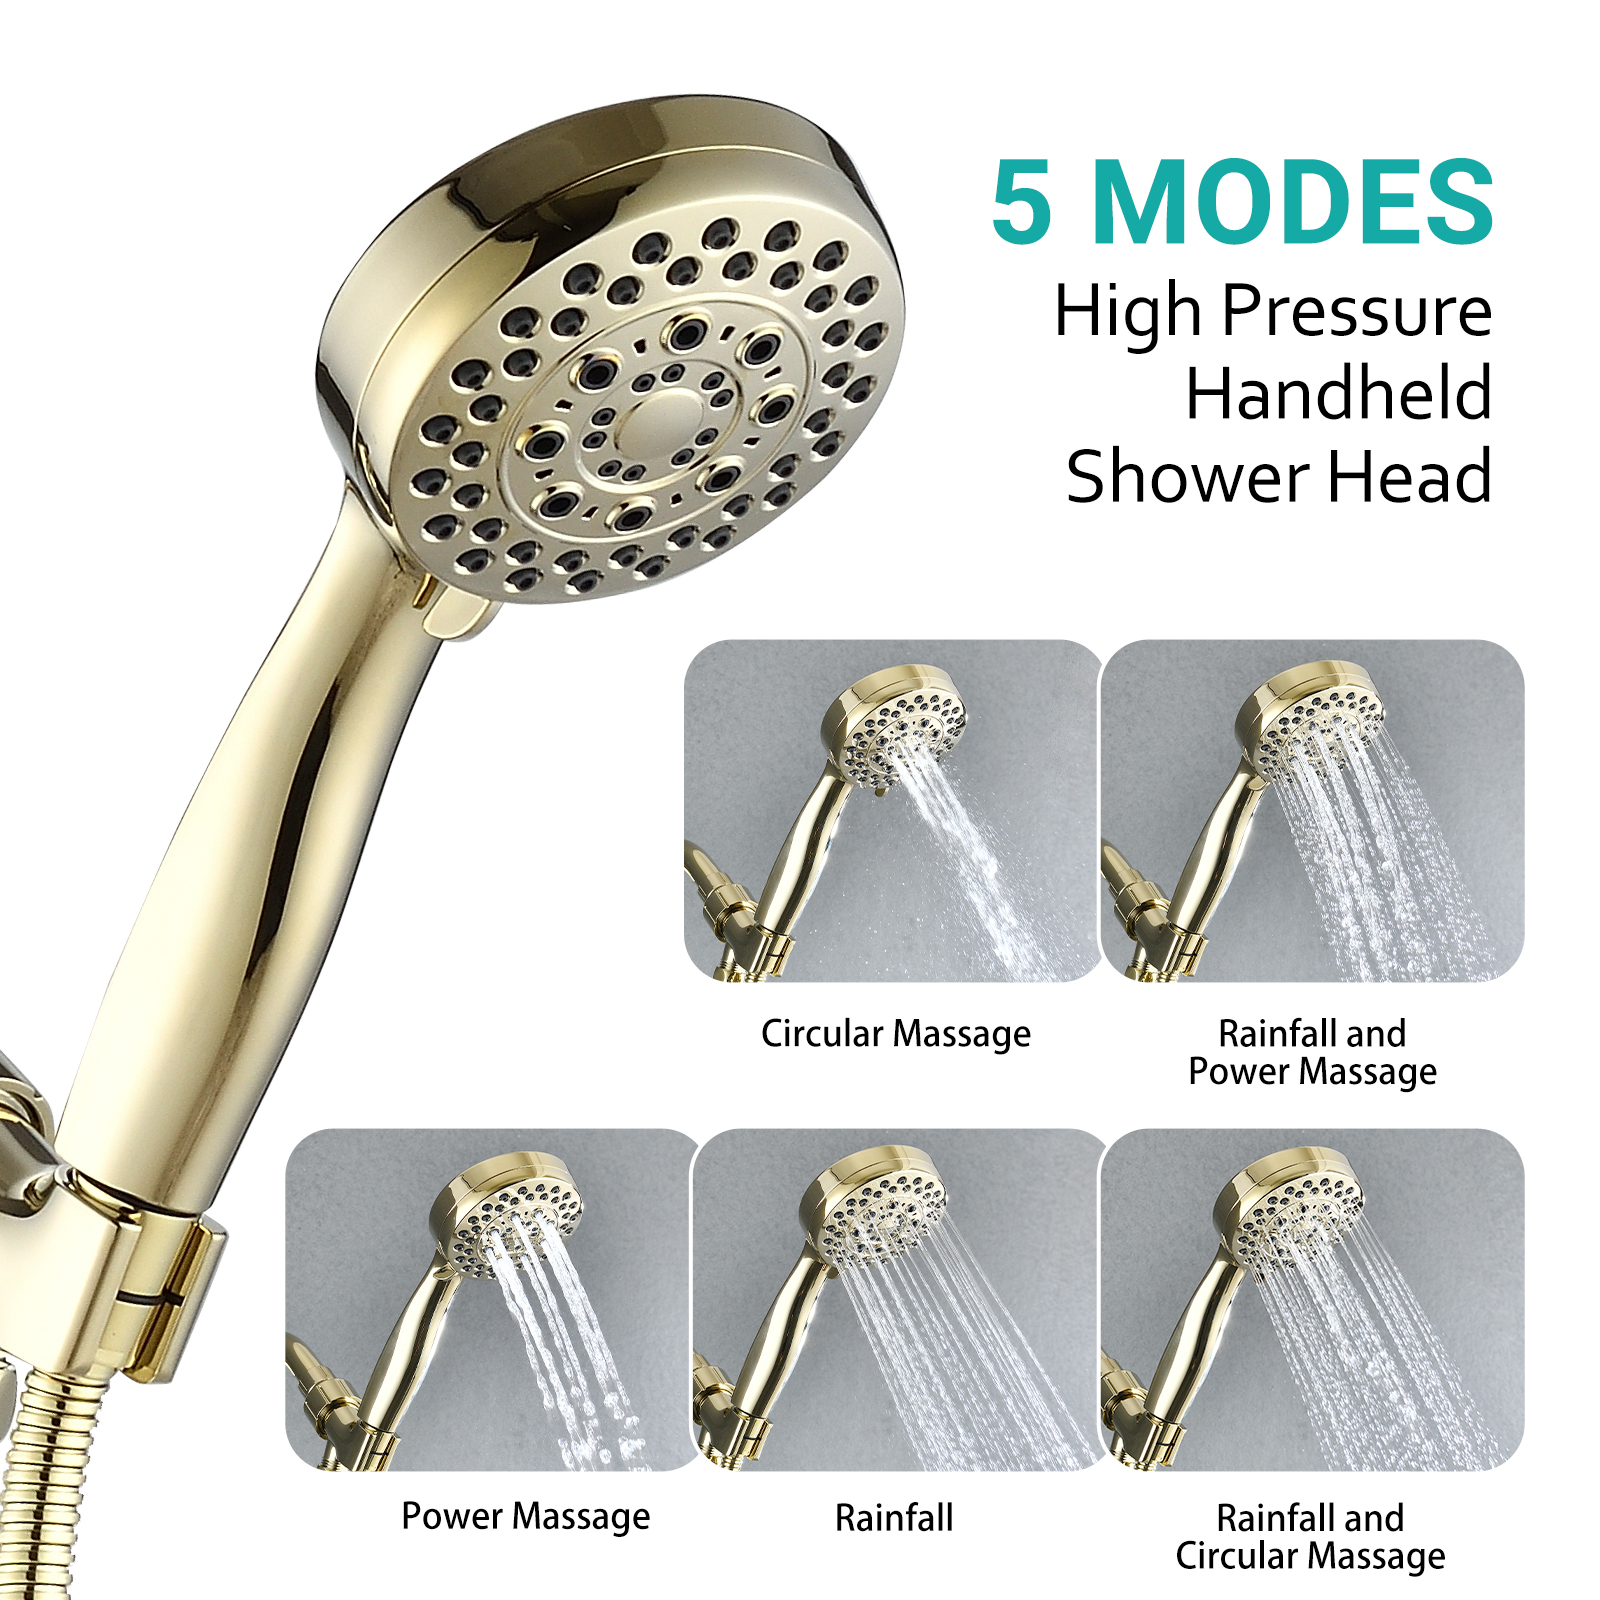 5 MODES
High Pressure
Handheld
Shower Head
Circular Massage
Rainfall and
Power Massage
Power Massage
Rainfall
Rainfall and
Circular Massage